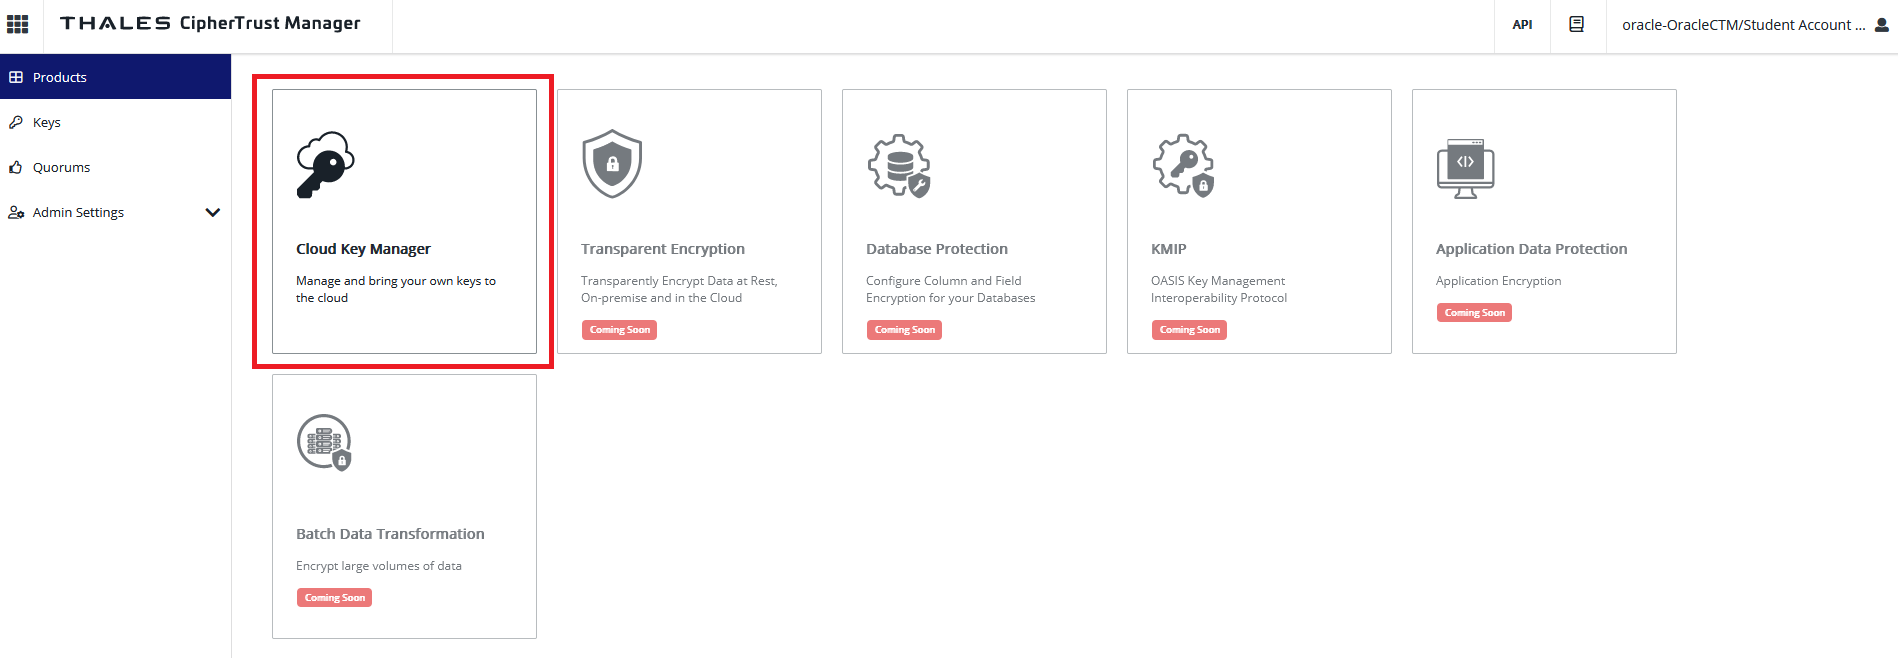 THALES CipherTrust Manager
API
oracle-OracleCTM/Student Account ...
Products
Keys
Quorums
Admin Settings
Cloud Key Manager
Manage and bring your own keys to
the cloud
Transparent Encryption
Transparently Encrypt Data at Rest,
On-premise and in the Cloud
Coming Soon
Database Protection
Configure Column and Field
Encryption for your Databases
Coming Soon
KMIP
OASIS Key Management
Interoperability Protocol
Coming Soon
Application Data Protection
Application Encryption
Coming Soon
Batch Data Transformation
Encrypt large volumes of data
Coming Soon